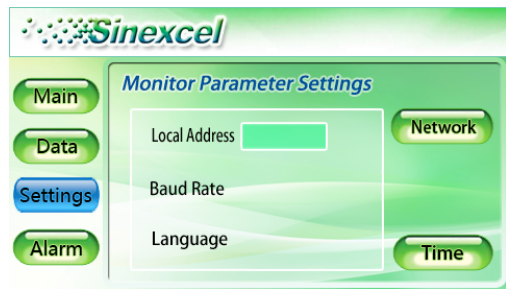 Sinexcel
Monitor Parameter Settings
Main
Data
Settings
Alarm
Local Address
Baud Rate
Language
Network
Time